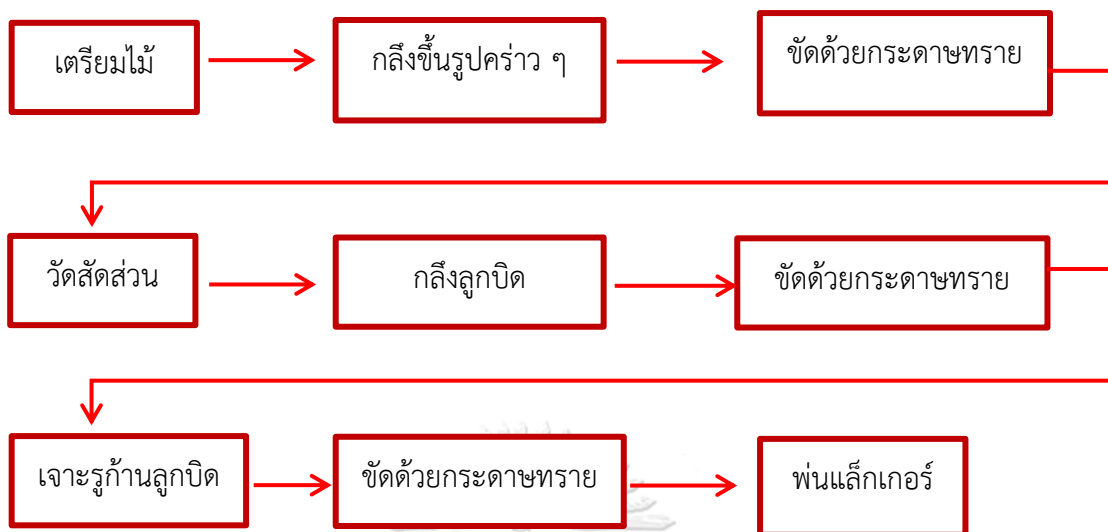 เตรียมไม้
กลึงขึ้นรูปคร่าว ๆ
ขัดด้วยกระดาษทราย
วัดสัดส่วน
กลึงลูกบิด
ขัดด้วยกระดาษทราย
เจาะรูก้านลูกบิด
ขัดด้วยกระดาษทราย
พ่นแล็กเกอร์